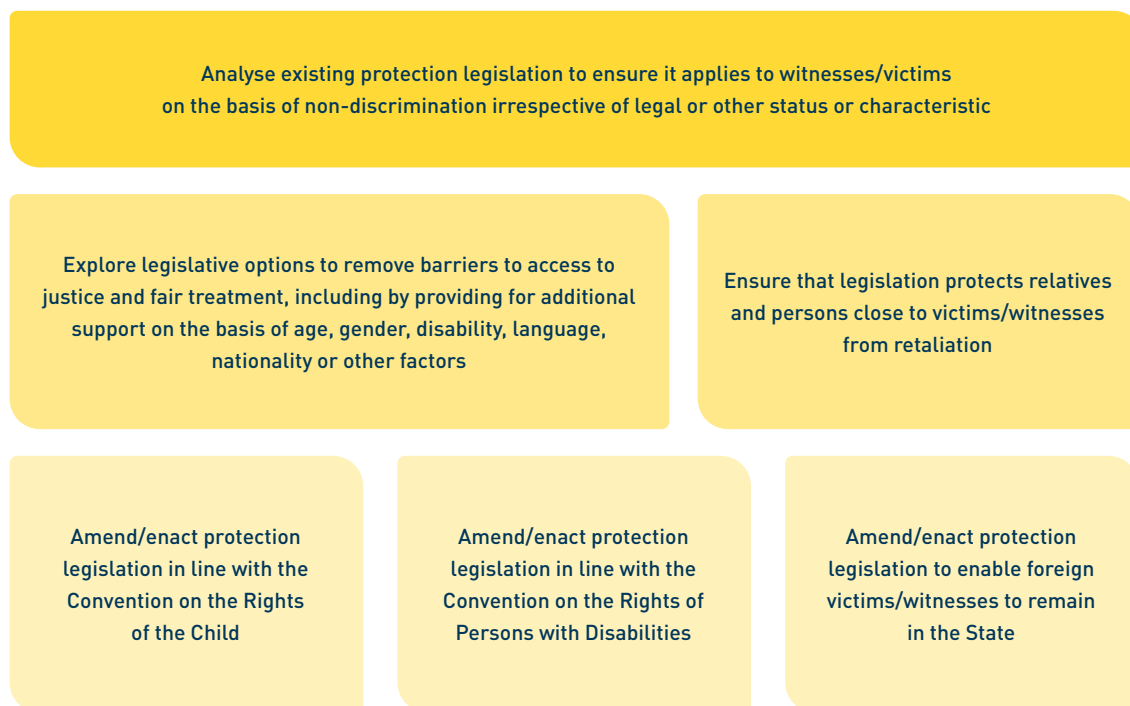 Analyse existing protection legislation to ensure it applies to witnesses/victims
on the basis of non-discrimination irrespective of legal or other status or characteristic
Explore legislative options to remove barriers to access to
justice and fair treatment, including by providing for additional
support on the basis of age, gender, disability, language,
nationality or other factors
Ensure that legislation protects relatives
and persons close to victims/witnesses
from retaliation
Amend/enact protection
legislation in line with the
Convention on the Rights
of the Child
Amend/enact protection
legislation in line with the
Convention on the Rights of
Persons with Disabilities
Amend/enact protection
legislation to enable foreign
victims/witnesses to remain
in the State